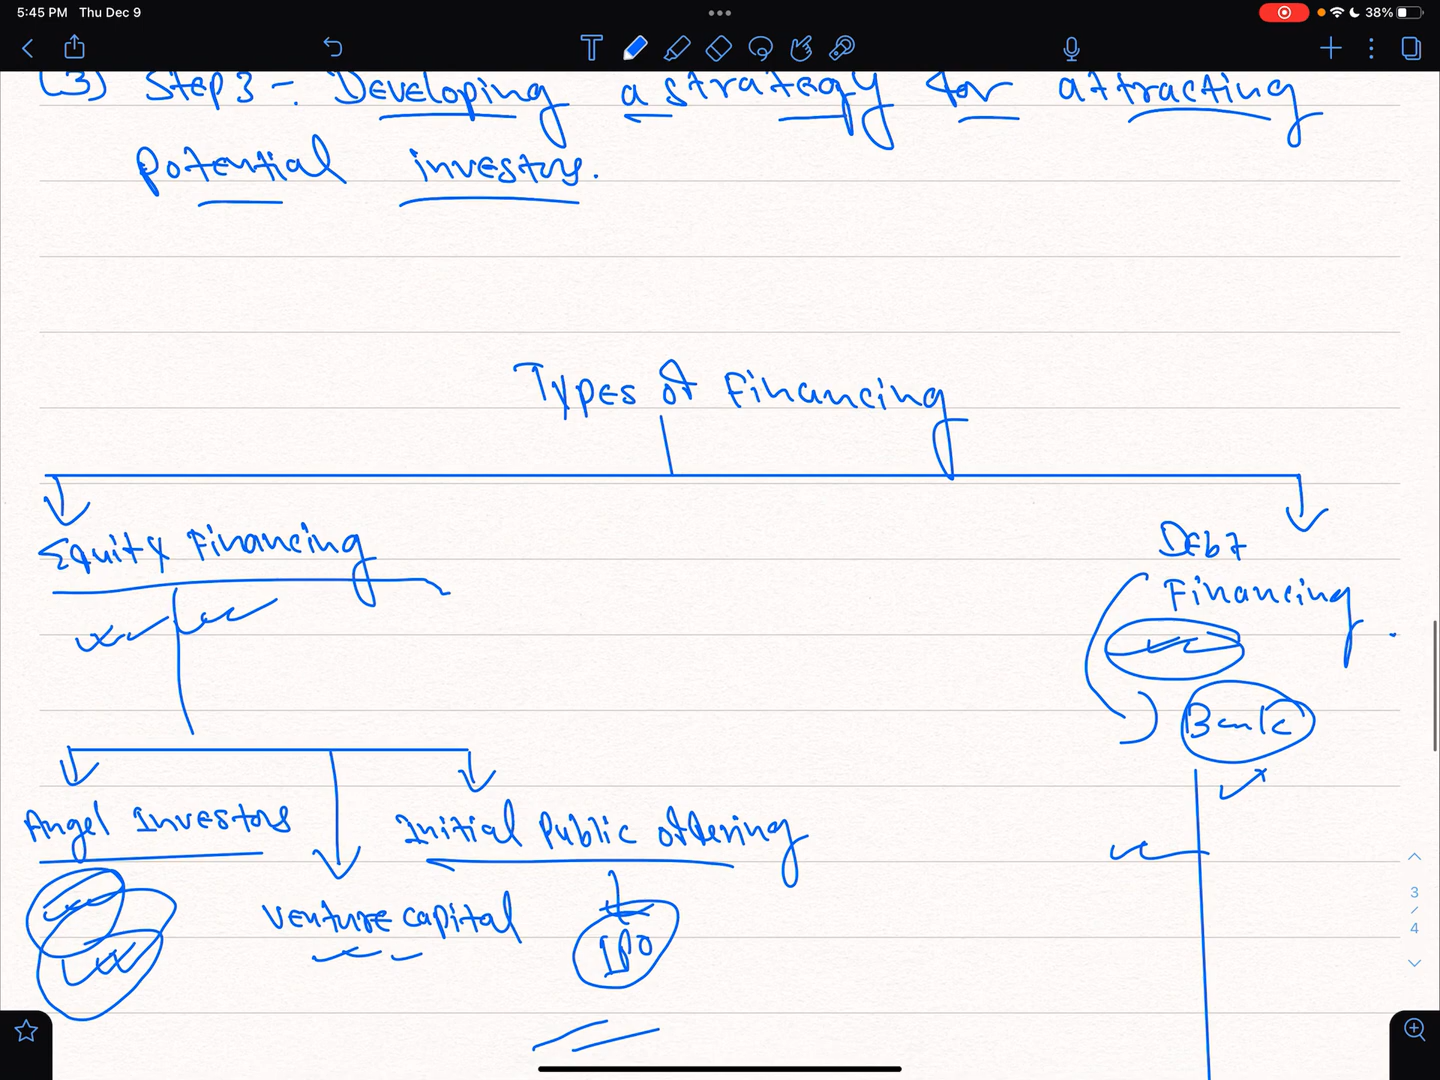 5:45 PM Thu Dec 9
38%
(3) Step 3 -: Developing a strategy for attracting
potential investors.
Types of Financing
Equity Financing
Debt
Financing
Bank
Angel Investors
Initial Public Offering
Venture capital
IPO
3
/
4